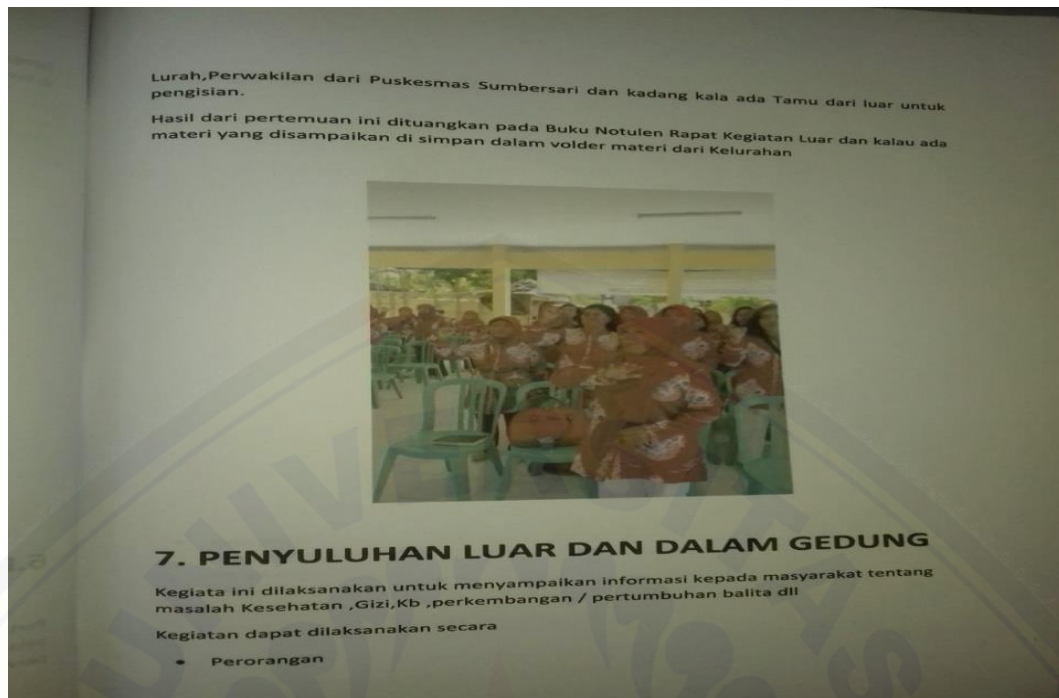 Lurah,Perwakilan dari Puskesmas Sumbersari dan kadang kala ada Tamu dari luar untuk
pengisian.
Hasil dari pertemuan ini dituangkan pada Buku Notulen Rapat Kegiatan Luar dan kalau ada
materi yang disampaikan di simpan dalam volder materi dari Kelurahan
7. PENYULUHAN LUAR DAN DALAM GEDUNG
Kegiata ini dilaksanakan untuk menyampaikan informasi kepada masyarakat tentang
masalah Kesehatan ,Gizi,Kb ,perkembangan / pertumbuhan balita dll
Kegiatan dapat dilaksanakan secara
• Perorangan
UNIVERSITAS